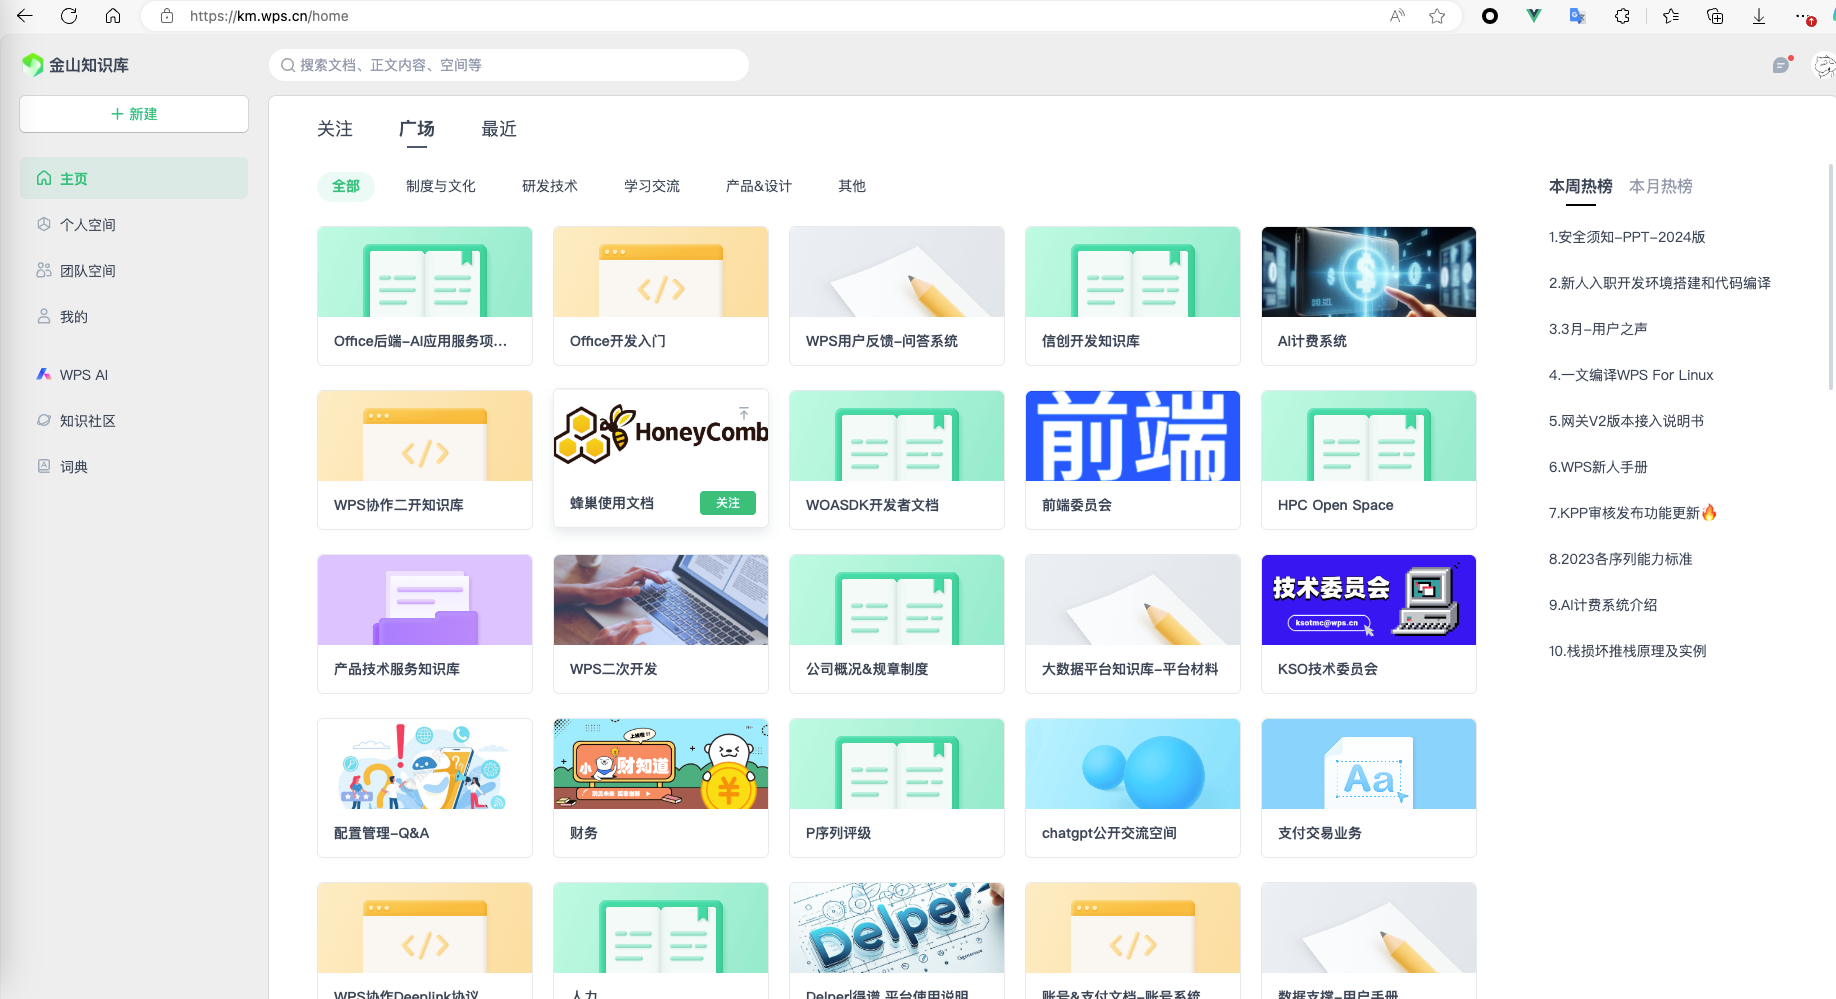 https://km.wps.cn/home
金山知识库
搜索文档、正文内容、空间等
新建
主页
个人空间
团队空间
我的
WPS AI
知识社区
词典
关注
广场
最近
全部
制度与文化
研发技术
学习交流
产品&设计
其他
Office后端-AI应用服务项...
Office开发入门
WPS用户反馈-问答系统
信创开发知识库
AI计费系统
HoneyComb
前端
WPS协作二开知识库
蜂巢使用文档
关注
WOASDK开发者文档
前端委员会
HPC Open Space
技术委员会
ksotmc@wps.cn
产品技术服务知识库
WPS二次开发
公司概况&规章制度
大数据平台知识库-平台材料
KSO技术委员会
小财知道
Aa
配置管理-Q&A
财务
P序列评级
chatgpt公开交流空间
支付交易业务
Delper
WPS协作Deeplink协议
人力
Delper|得谱 平台使用说明
账号&支付文档-账号系统
数据支撑-用户手册
本周热榜
本月热榜
1.安全须知-PPT-2024版
2.新人入职开发环境搭建和代码编译
3.3月-用户之声
4.一文编译WPS For Linux
5.网关V2版本接入说明书
6.WPS新人手册
7.KPP审核发布功能更新🔥
8.2023各序列能力标准
9.AI计费系统介绍
10.栈损坏推栈原理及实例